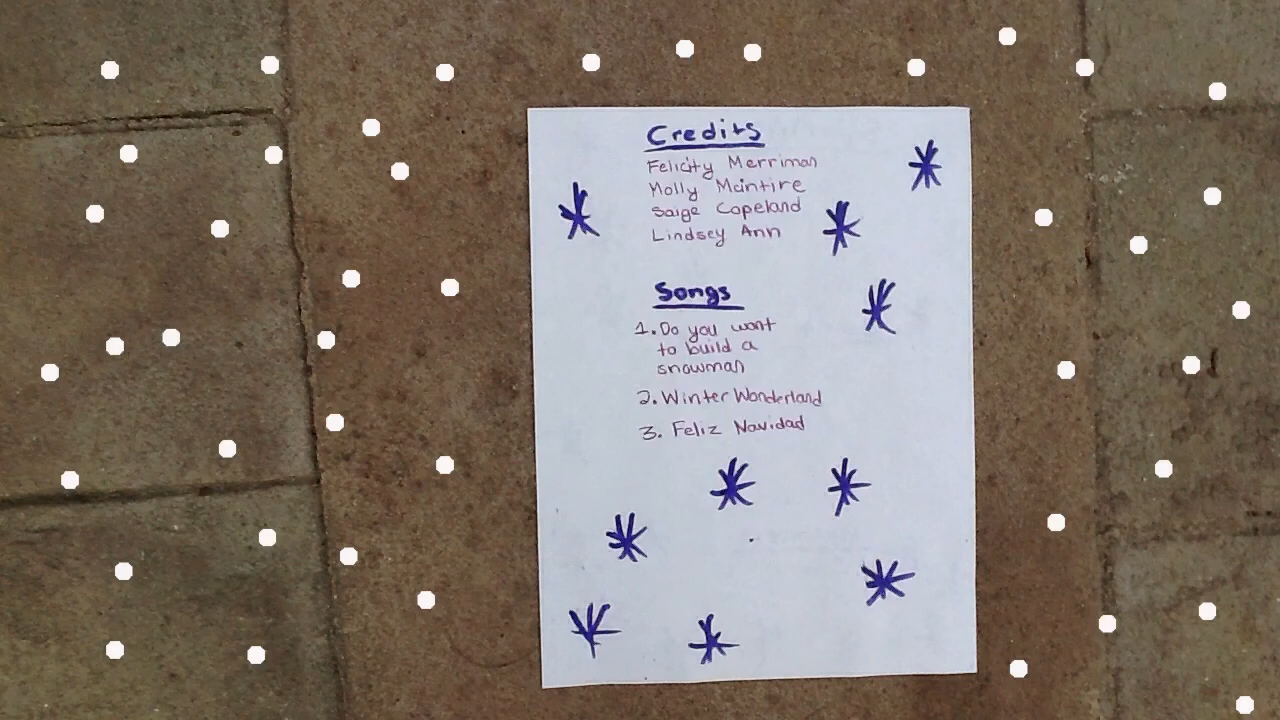 Credits
Felicity Merriman
Molly Mcintire
Saige Copeland
Lindsey Ann
Songs
1. Do you want
to build a
snowman
2. Winter Wonderland
3. Feliz Navidad